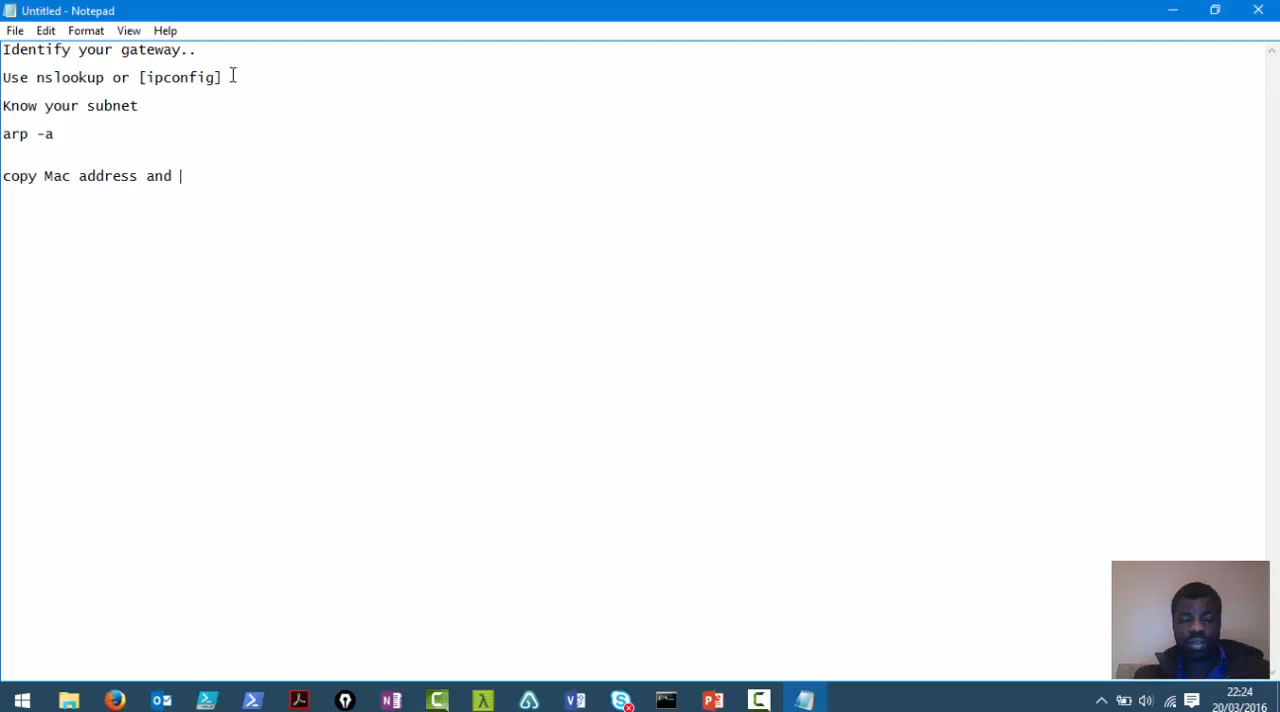 Untitled - Notepad
File Edit Format View Help
Identify your gateway..
Use nslookup or [ipconfig]
Know your subnet
arp -a
copy Mac address and
22:24
20/03/2016